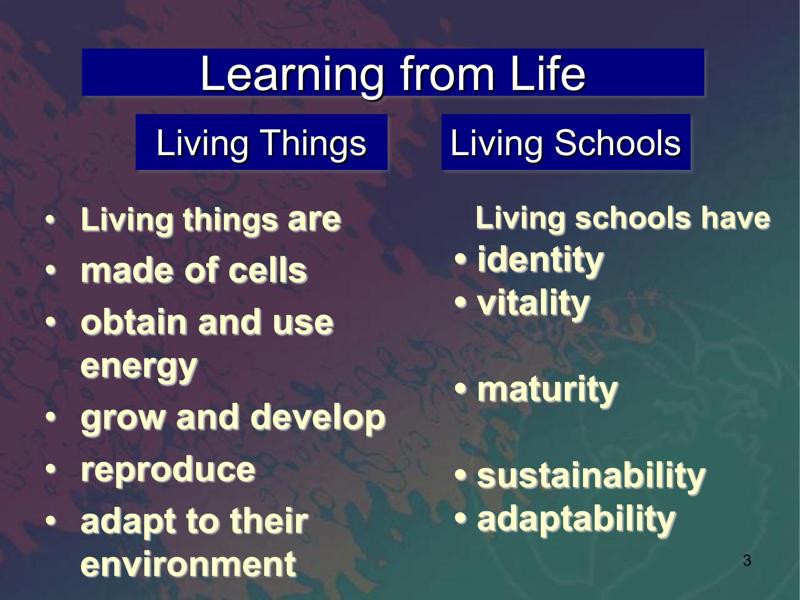 Learning from Life
Living Things
Living Schools
• Living things are
• made of cells
• obtain and use
energy
• grow and develop
• reproduce
• adapt to their
environment
Living schools have
• identity
• vitality
• maturity
• sustainability
• adaptability
3